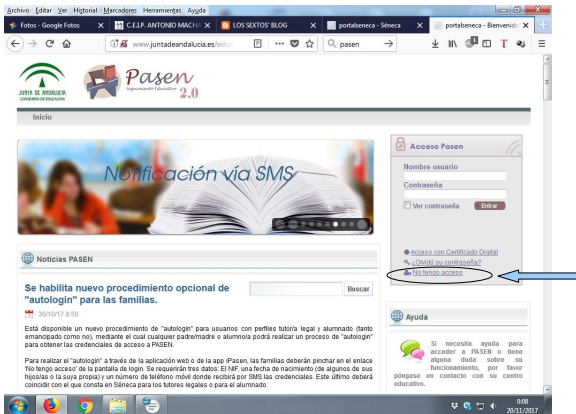 Archivo Editar Ver Historial Marcadores Herramientas Ayuda
Fotos - Google Fotos
C.E.I.P. ANTONIO MACHA
LOS SEXTOS' BLOG
portalseneca - Séneca
portalseneca - Bienvenido
www.juntadeandalucia.es/educ
pasen
JUNTA DE ANDALUCIA
CONSEJERIA DE EDUCACION
Pasen
Seguimiento Educativo
2.0
Inicio
Notificación vía SMS
Acceso Pasen
Nombre usuario
Contraseña
Ver contraseña
Entrar
Acceso con Certificado Digital
¿Olvidó su contraseña?
No tengo acceso
Noticias PASEN
Se habilita nuevo procedimiento opcional de
"autologin" para las familias.
Buscar
30/10/17 8:50
Está disponible un nuevo procedimiento de "autologin" para usuarios con perfiles tutor/a legal y alumnado (tanto
emancipado como no), mediante el cual cualquier padre/madre o alumno/a podrá realizar un proceso de "autologin"
para obtener las credenciales de acceso a PASEN.
Para realizar el "autologin" a través de la aplicación web o de la app iPasen, las familias deberán pinchar en el enlace
'No tengo acceso' de la pantalla de login. Se requerirán tres datos: El NIF, una fecha de nacimiento (de algunos de sus
hijos/as o la suya propia) y un número de teléfono móvil donde recibirá por SMS las credenciales. Este último deberá
coincidir con el que consta en Séneca para los tutores legales o para el alumnado.
Ayuda
Si necesita ayuda para
acceder a PASEN o tiene
alguna duda sobre su
funcionamiento, por favor
póngase en contacto con su centro
educativo.
0:08
20/11/2017